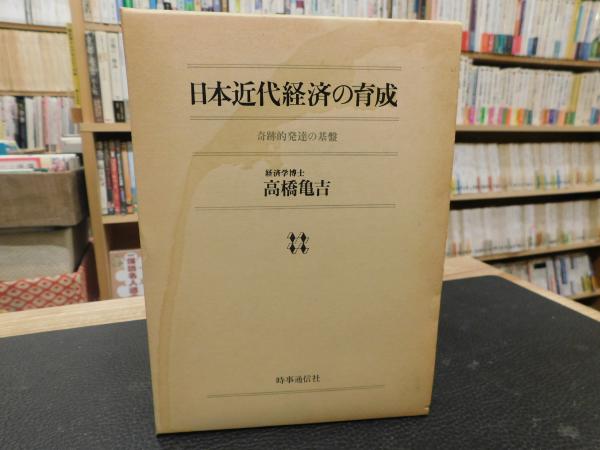 日本近代経済の育成
奇跡的発達の基盤
経済学博士
高橋亀吉
時事通信社